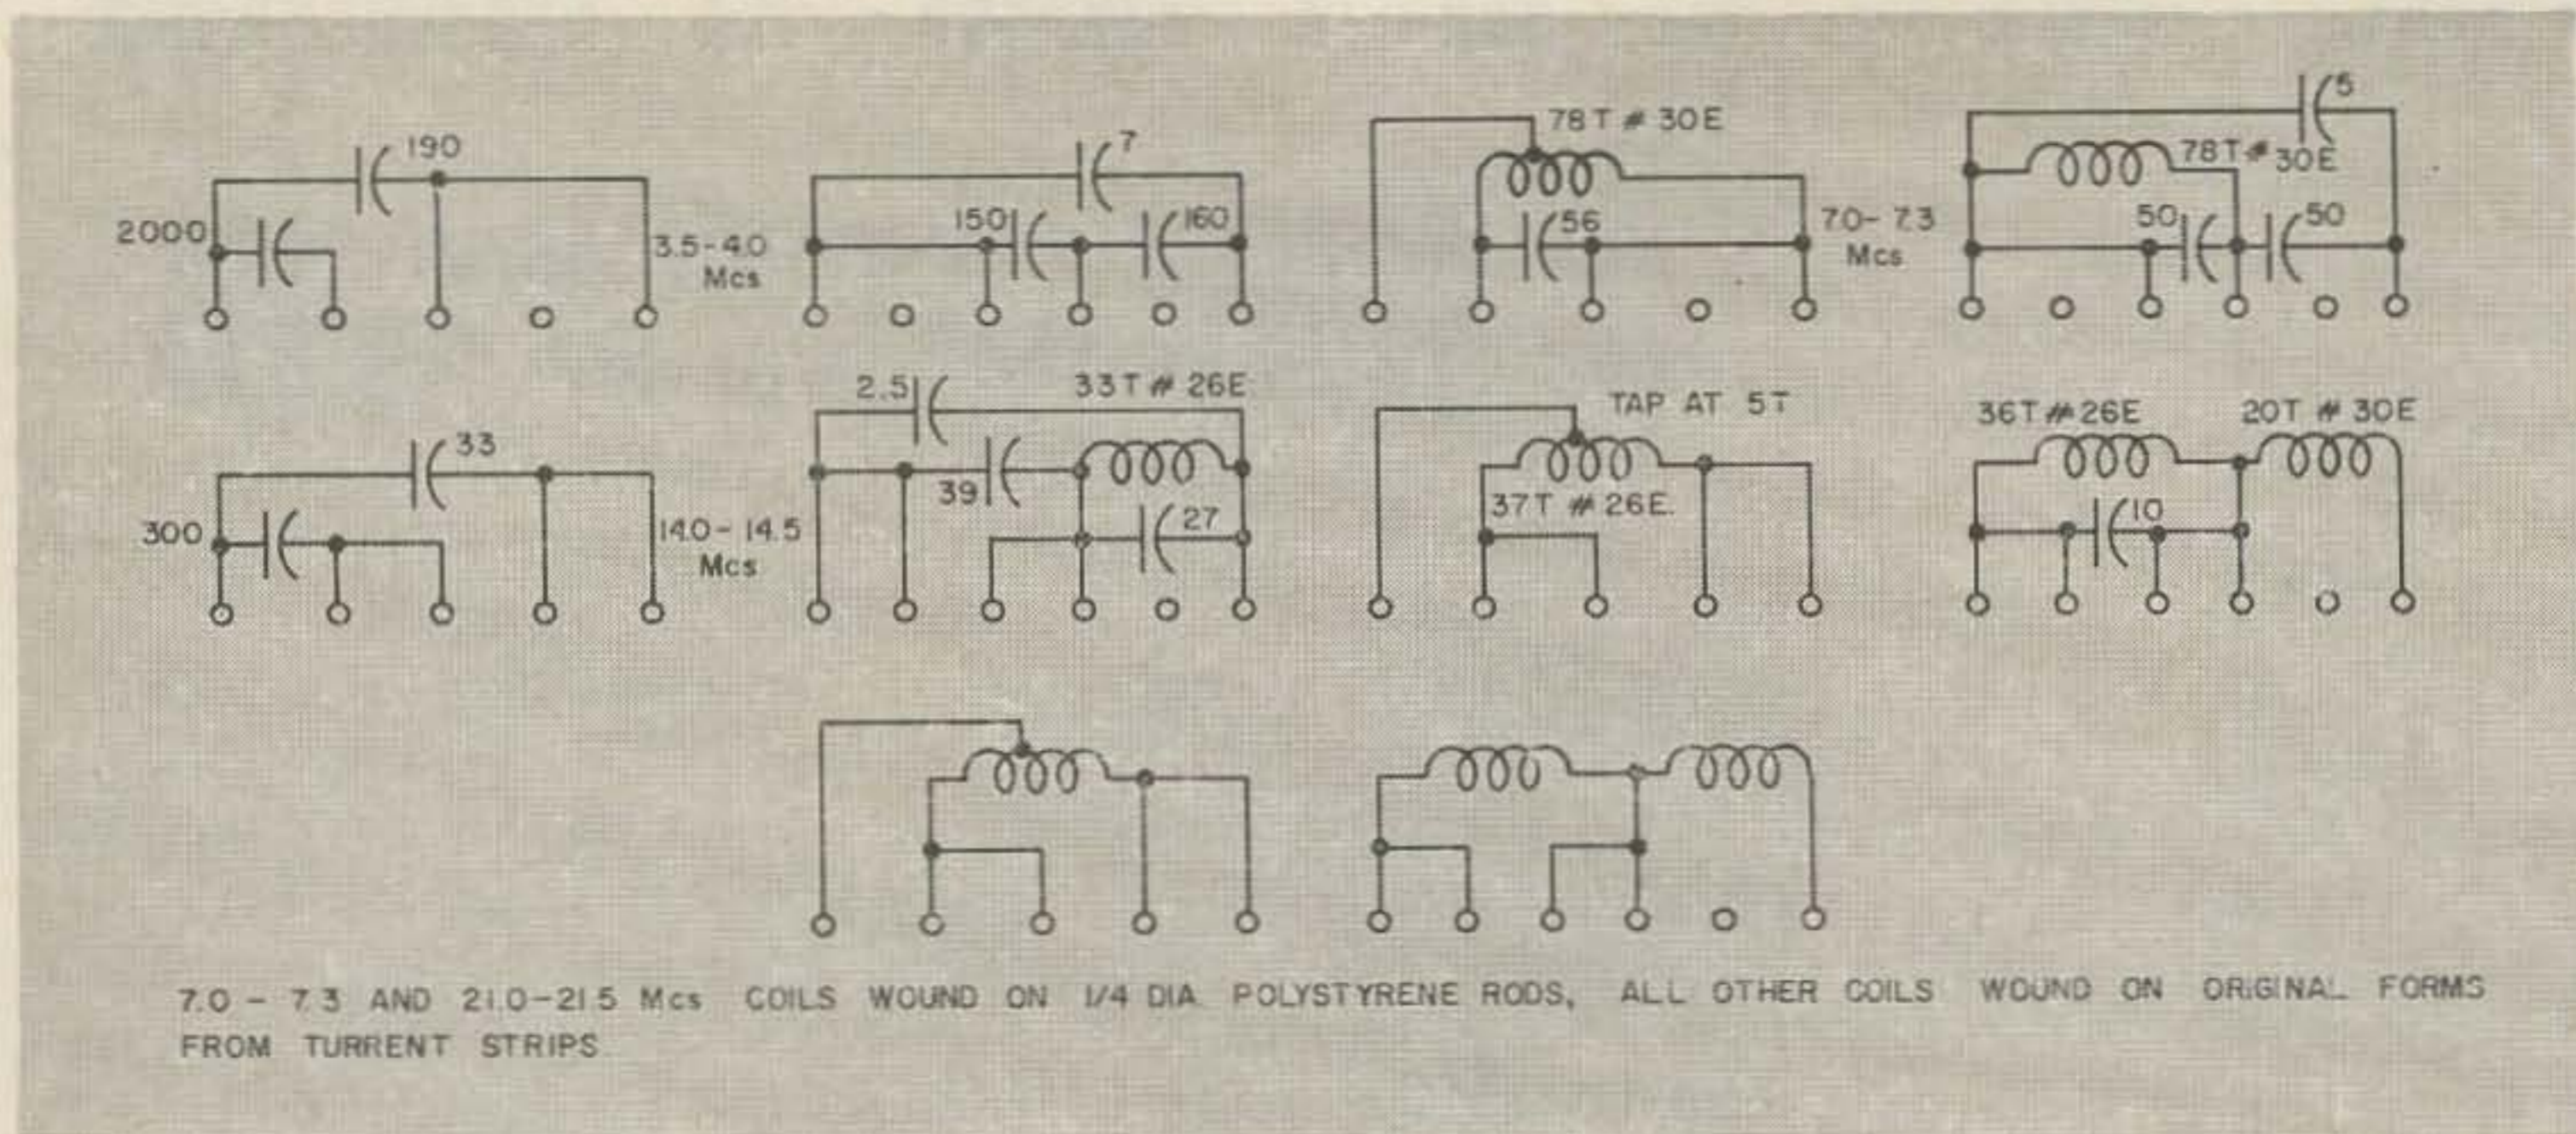 190
2000
3.5-4.0
Mcs
7
150
160
78T # 30E
56
7.0-7.3
Mcs
5
78T # 30E
50
50
33
300
14.0-14.5
Mcs
2.5
33T # 26E
39
27
TAP AT 5T
37T # 26E.
36T # 26E
20T # 30E
10
7.0 - 7.3 AND 21.0-21.5 Mcs COILS WOUND ON 1/4 DIA. POLYSTYRENE RODS, ALL OTHER COILS WOUND ON ORIGINAL FORMS
FROM TURRENT STRIPS